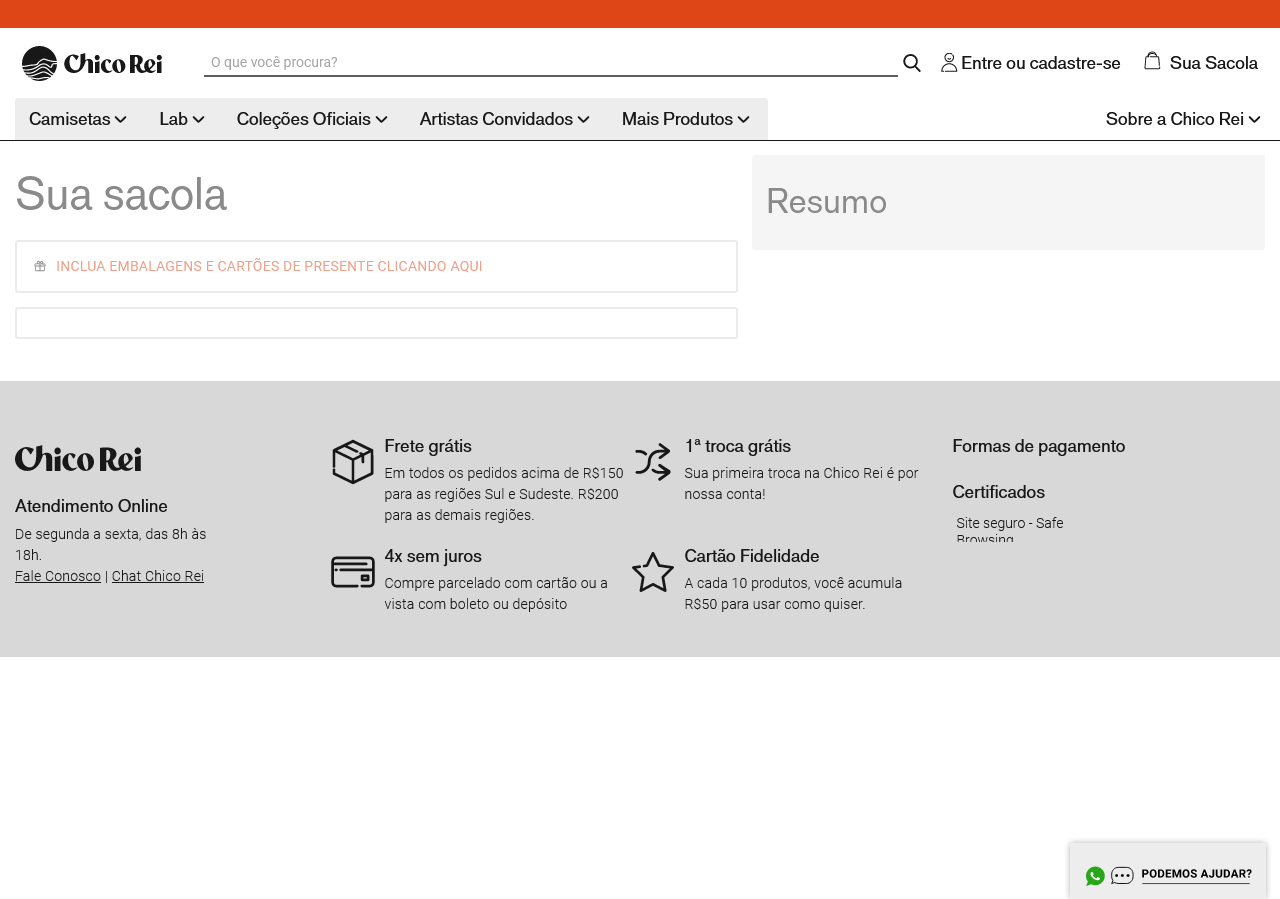 Chico Rei
O que você procura?
Entre ou cadastre-se
Sua Sacola
Camisetas
Lab
Coleções Oficiais
Artistas Convidados
Mais Produtos
Sobre a Chico Rei
Sua sacola
INCLUA EMBALAGENS E CARTÕES DE PRESENTE CLICANDO AQUI
Resumo
Chico Rei
Atendimento Online
De segunda a sexta, das 8h às
18h.
Fale Conosco | Chat Chico Rei
Frete grátis
Em todos os pedidos acima de R$150
para as regiões Sul e Sudeste. R$200
para as demais regiões.
1ª troca grátis
Sua primeira troca na Chico Rei é por
nossa conta!
4x sem juros
Compre parcelado com cartão ou a
vista com boleto ou depósito
Cartão Fidelidade
A cada 10 produtos, você acumula
R$50 para usar como quiser.
Formas de pagamento
Certificados
Site seguro - Safe
Browsing
PODEMOS AJUDAR?